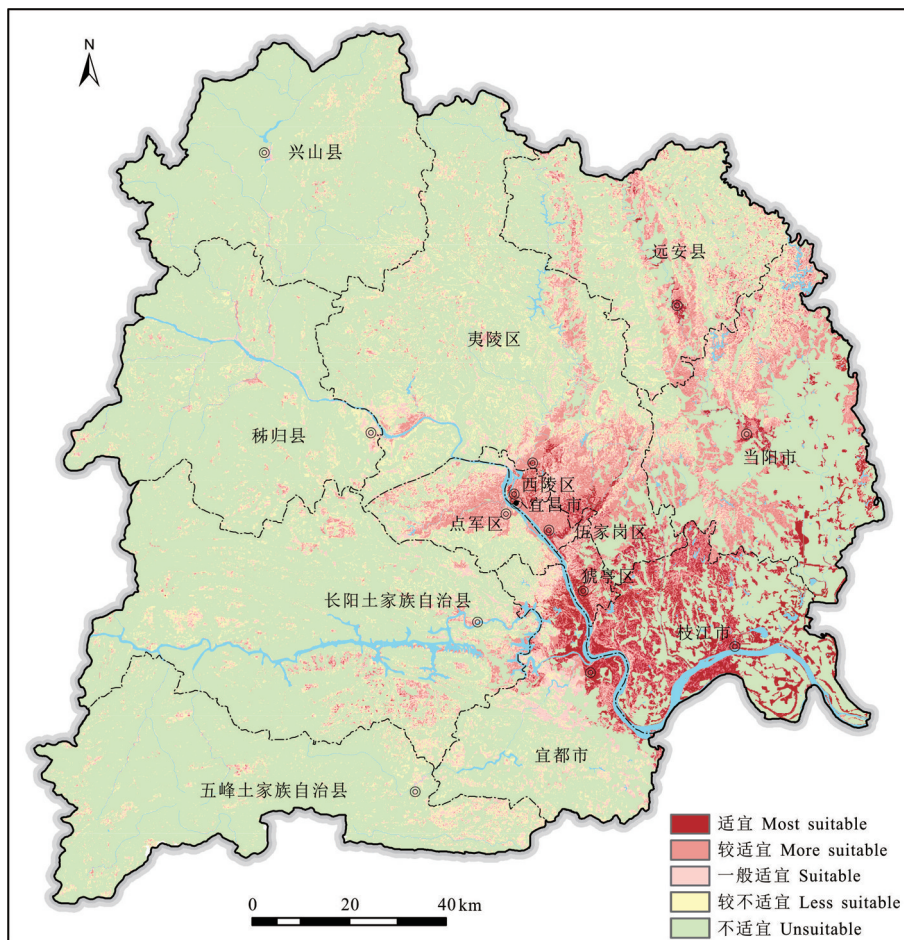 N
兴山县
远安县
夷陵区
秭归县
当阳市
西陵区
宜昌市
点军区
伍家岗区
猇亭区
长阳土家族自治县
枝江市
宜都市
五峰土家族自治县
适宜 Most suitable
较适宜 More suitable
一般适宜 Suitable
较不适宜 Less suitable
不适宜 Unsuitable
0 20 40 km